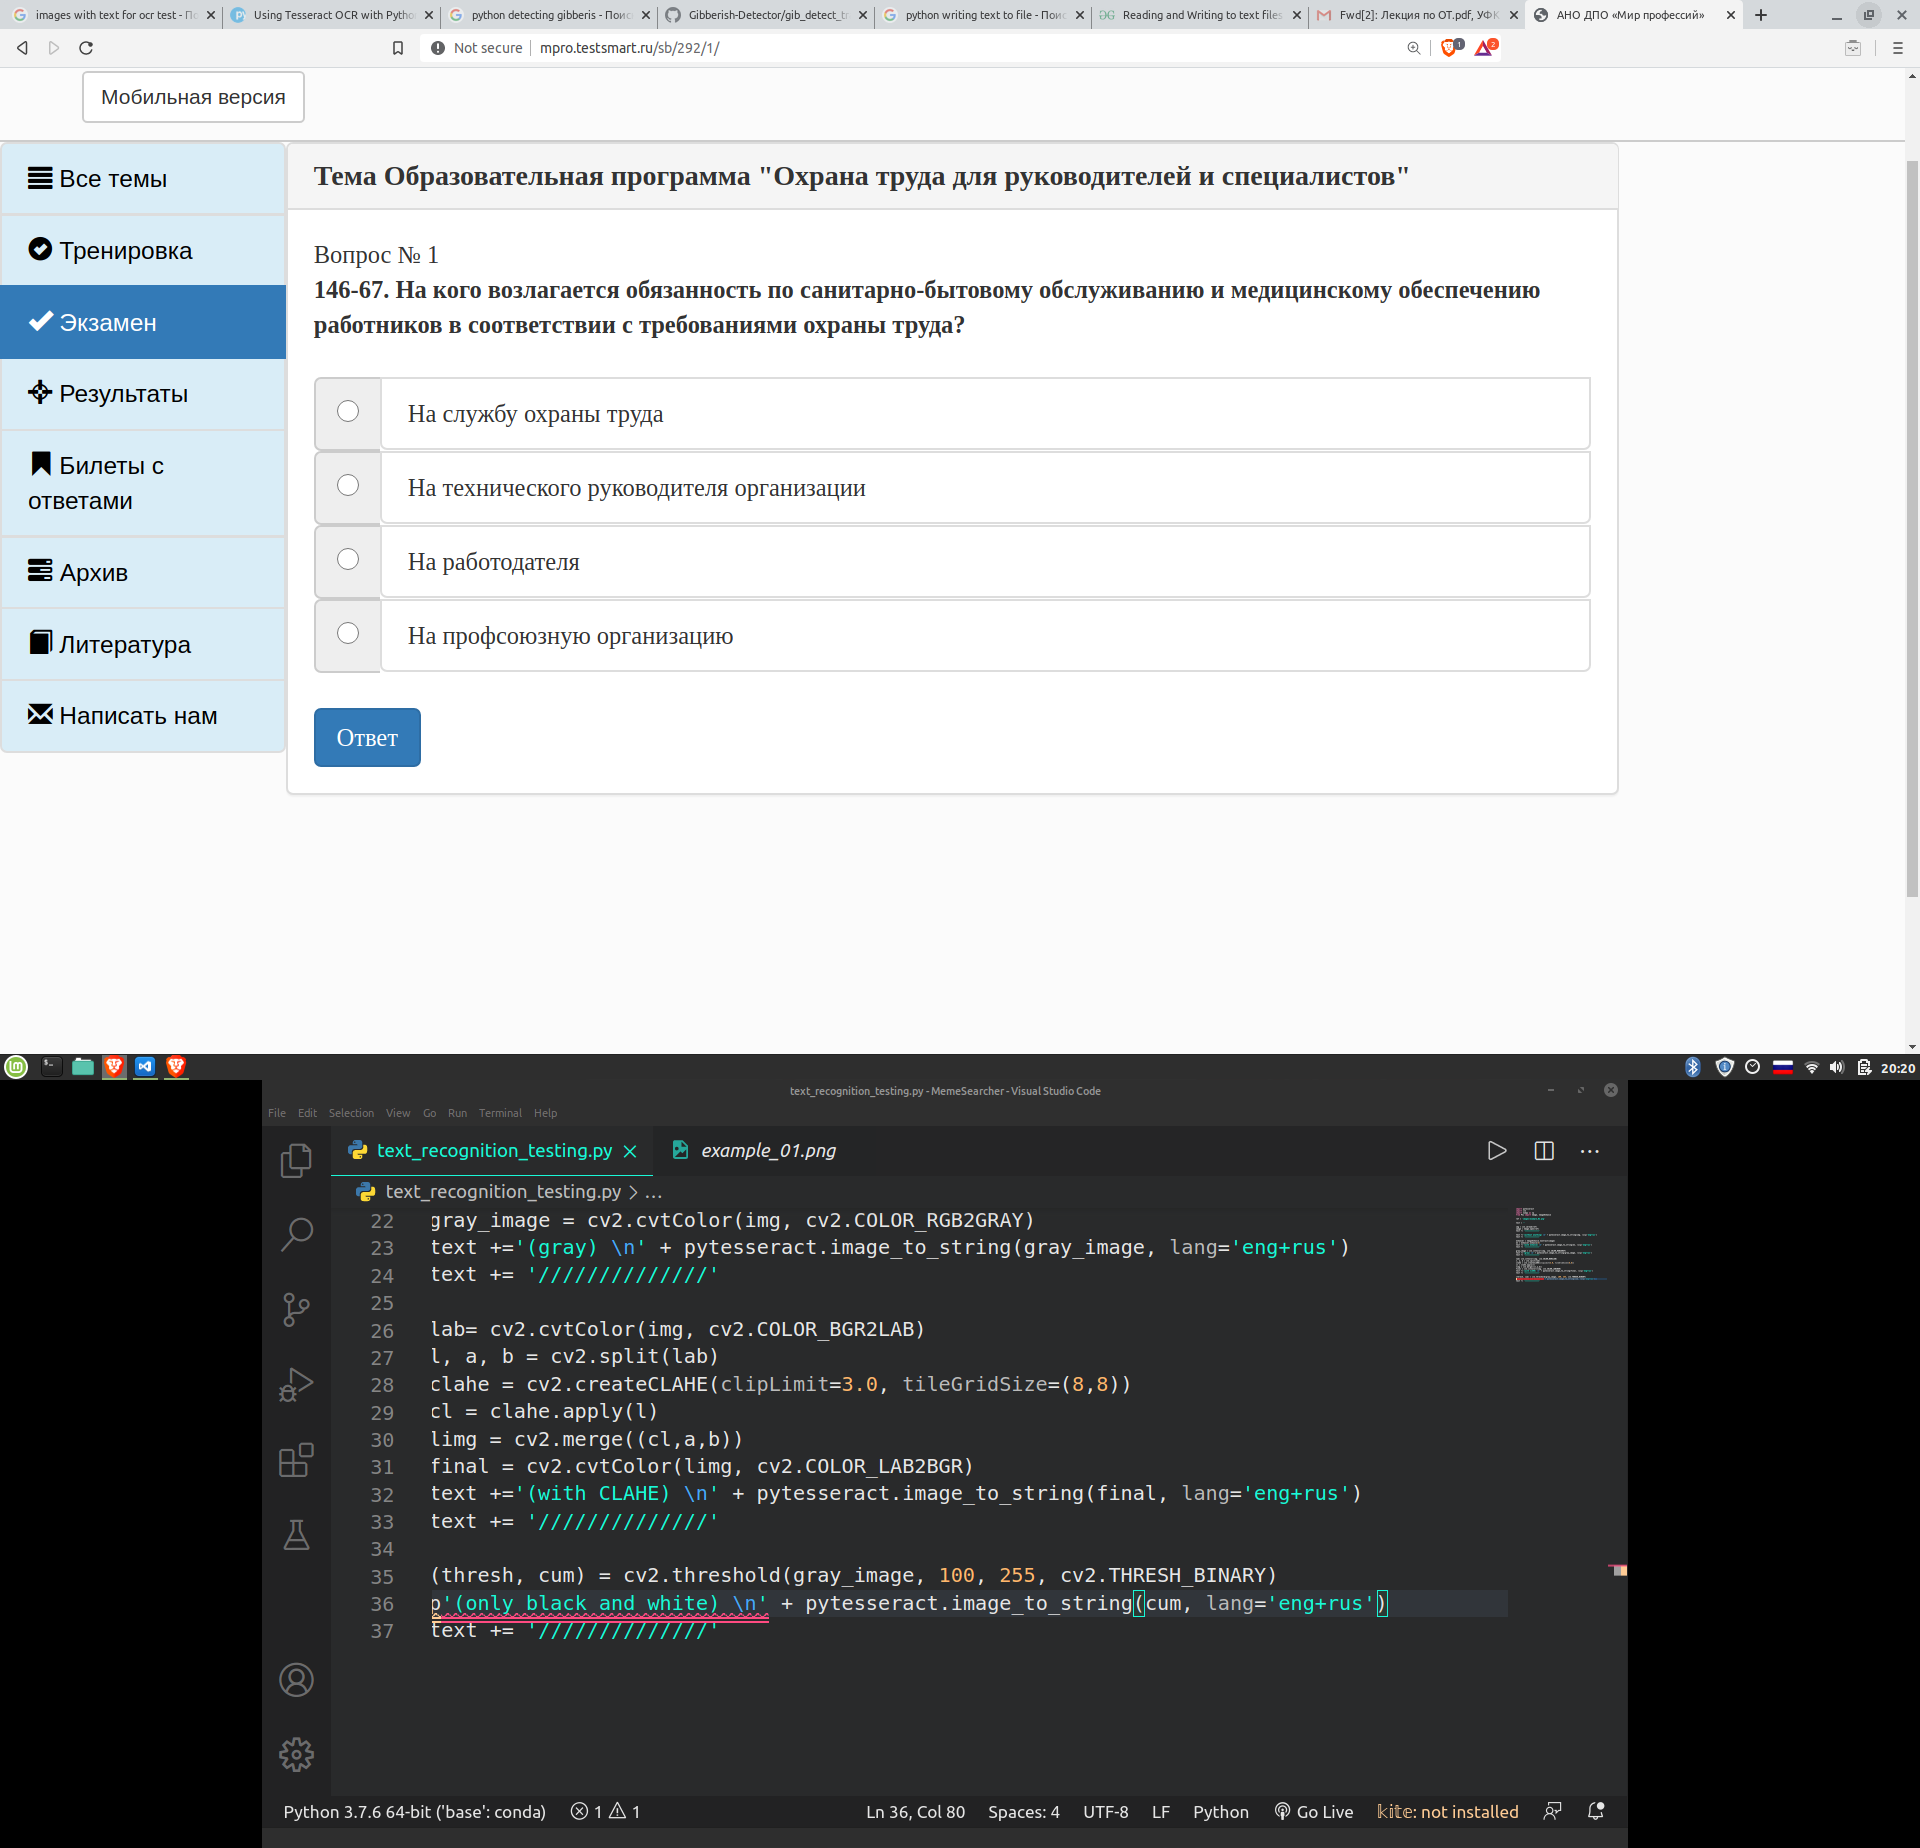 images with text for ocr test - По
Using Tesseract OCR with Pytho
python detecting gibberis - Поис
Gibberish-Detector/gib_detect_tr
python writing text to file - Поис
Reading and Writing to text files
Fwd[2]: Лекция по ОТ.pdf, УФК
АНО ДПО «Мир профессий»
Not secure
mpro.testsmart.ru/sb/292/1/
1
2
Мобильная версия
Все темы
Тренировка
Экзамен
Результаты
Билеты с
ответами
Архив
Литература
Написать нам
Тема Образовательная программа "Охрана труда для руководителей и специалистов"
Вопрос № 1
146-67. На кого возлагается обязанность по санитарно-бытовому обслуживанию и медицинскому обеспечению
работников в соответствии с требованиями охраны труда?
На службу охраны труда
На технического руководителя организации
На работодателя
На профсоюзную организацию
Ответ
20:20
text_recognition_testing.py - MemeSearcher - Visual Studio Code
File Edit Selection View Go Run Terminal Help
text_recognition_testing.py
example_01.png
text_recognition_testing.py > ...
22 gray_image = cv2.cvtColor(img, cv2.COLOR_RGB2GRAY)
23 text +='(gray) \n' + pytesseract.image_to_string(gray_image, lang='eng+rus')
24 text += '//////////////'
25
26 lab= cv2.cvtColor(img, cv2.COLOR_BGR2LAB)
27 l, a, b = cv2.split(lab)
28 clahe = cv2.createCLAHE(clipLimit=3.0, tileGridSize=(8,8))
29 cl = clahe.apply(l)
30 limg = cv2.merge((cl,a,b))
31 final = cv2.cvtColor(limg, cv2.COLOR_LAB2BGR)
32 text +='(with CLAHE) \n' + pytesseract.image_to_string(final, lang='eng+rus')
33 text += '//////////////'
34
35 (thresh, cum) = cv2.threshold(gray_image, 100, 255, cv2.THRESH_BINARY)
36 p'(only black and white) \n' + pytesseract.image_to_string(cum, lang='eng+rus')
37 text += '//////////////'
Python 3.7.6 64-bit ('base': conda)
1
1
Ln 36, Col 80
Spaces: 4
UTF-8
LF
Python
Go Live
kite: not installed